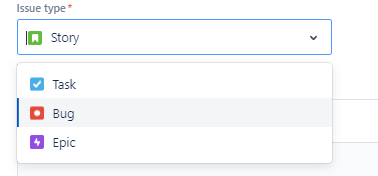 Issue type*
Story
Task
Bug
Epic